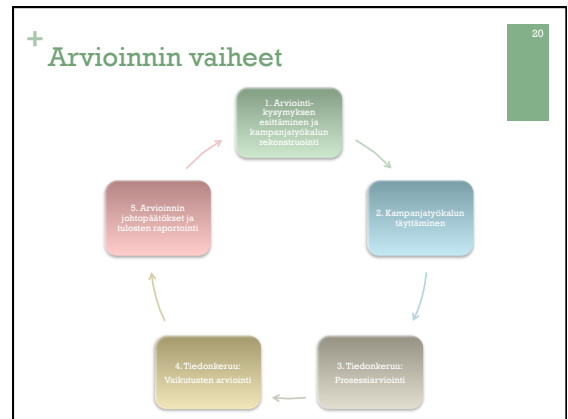 20
+
Arvioinnin vaiheet
1. Arviointi-
kysymyksen
esittäminen ja
kampanjatyökalun
rekonstruointi
2. Kampanjatyökalun
täyttäminen
3. Tiedonkeruu:
Prosessiarviointi
4. Tiedonkeruu:
Vaikutusten arviointi
5. Arvioinnin
johtopäätökset ja
tulosten raportointi